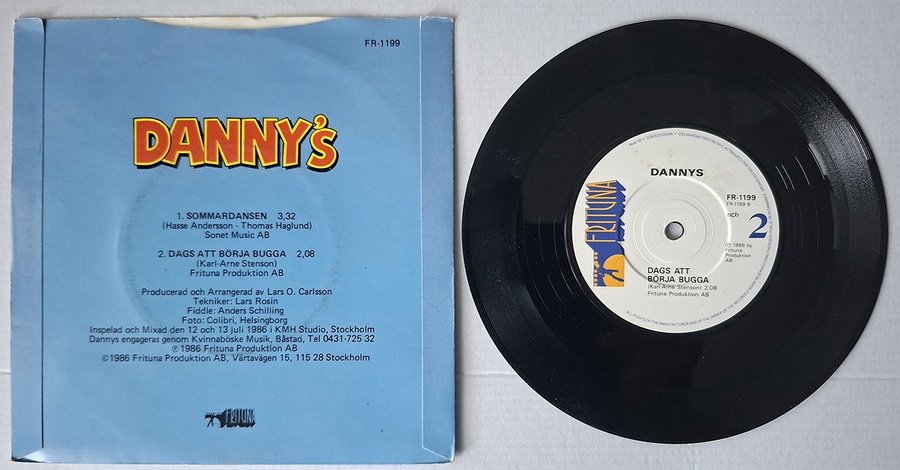 FR-1199
DANNY'S
1. SOMMARDANSEN 3,32
(Hasse Andersson - Thomas Haglund)
Sonet Music AB
2. DAGS ATT BÖRJA BUGGA 2,08
(Karl-Arne Stenson)
Frituna Produktion AB
Producerad och Arrangerad av Lars O. Carlsson
Tekniker: Lars Rosin
Fiddle: Anders Schilling
Foto: Colibri, Helsingborg
Inspelad och Mixad den 12 och 13 juli 1986 i KMH Studio, Stockholm
Dannys engageras genom Kvinnaböske Musik, Båstad, Tel 0431-725 32
℗1986 Frituna Produktion AB
©1986 Frituna Produktion AB, Värtavägen 15, 115 28 Stockholm
FRITUNA
DANNYS
FRITUNA
FR-1199
FR-1199 B
ncb
2
℗ 1986 by
Frituna
Produktion
AB
DAGS ATT
BÖRJA BUGGA
(Karl-Arne Stenson) 2.08
Frituna Produktion AB